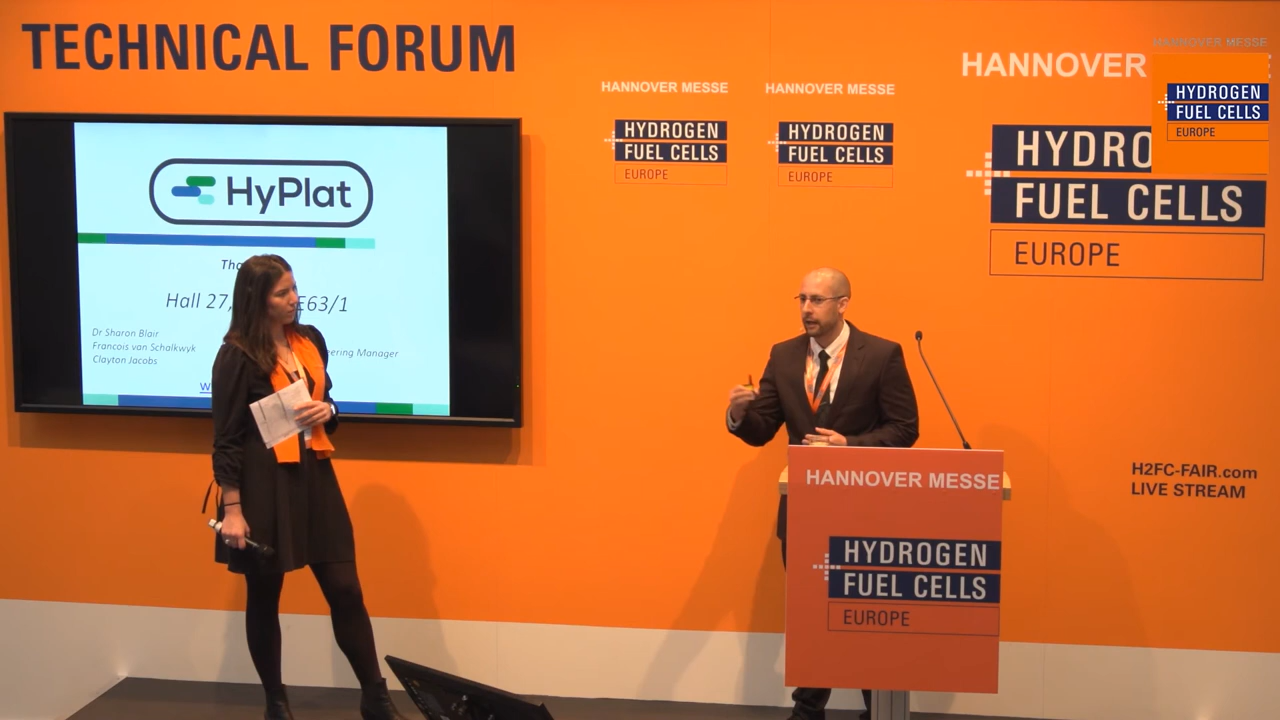 TECHNICAL FORUM
HyPlat
Hall 27,
E63/1
Dr Sharon Blair
Francois van Schalkwyk
Clayton Jacobs
Manager
HANNOVER MESSE
HYDROGEN
FUEL CELLS
EUROPE
HANNOVER MESSE
HYDROGEN
FUEL CELLS
EUROPE
HANNOVER
HYDRO
FUEL CELLS
EUROPE
HANNOVER MESSE
HYDROGEN
FUEL CELLS
EUROPE
H2FC-FAIR.com
LIVE STREAM
HANNOVER MESSE
HYDROGEN
FUEL CELLS
EUROPE